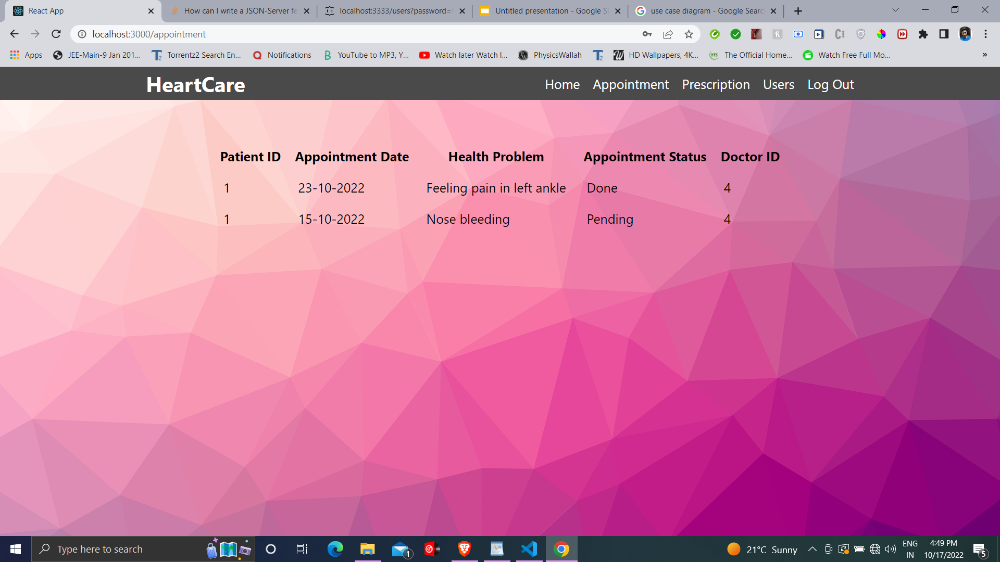 React App
How can I write a JSON-Server fe
localhost:3333/users?password=
Untitled presentation - Google Sl
use case diagram - Google Searc
localhost:3000/appointment
Apps
JEE-Main-9 Jan 201...
Torrentz2 Search En...
Notifications
YouTube to MP3, Y...
Watch later Watch l...
PhysicsWallah
HD Wallpapers, 4K...
The Official Home...
Watch Free Full Mo...
»
HeartCare
Home Appointment Prescription Users Log Out
Patient ID Appointment Date Health Problem Appointment Status Doctor ID
1 23-10-2022 Feeling pain in left ankle Done 4
1 15-10-2022 Nose bleeding Pending 4
Type here to search
1
21°C Sunny
ENG
IN
4:49 PM
10/17/2022
5